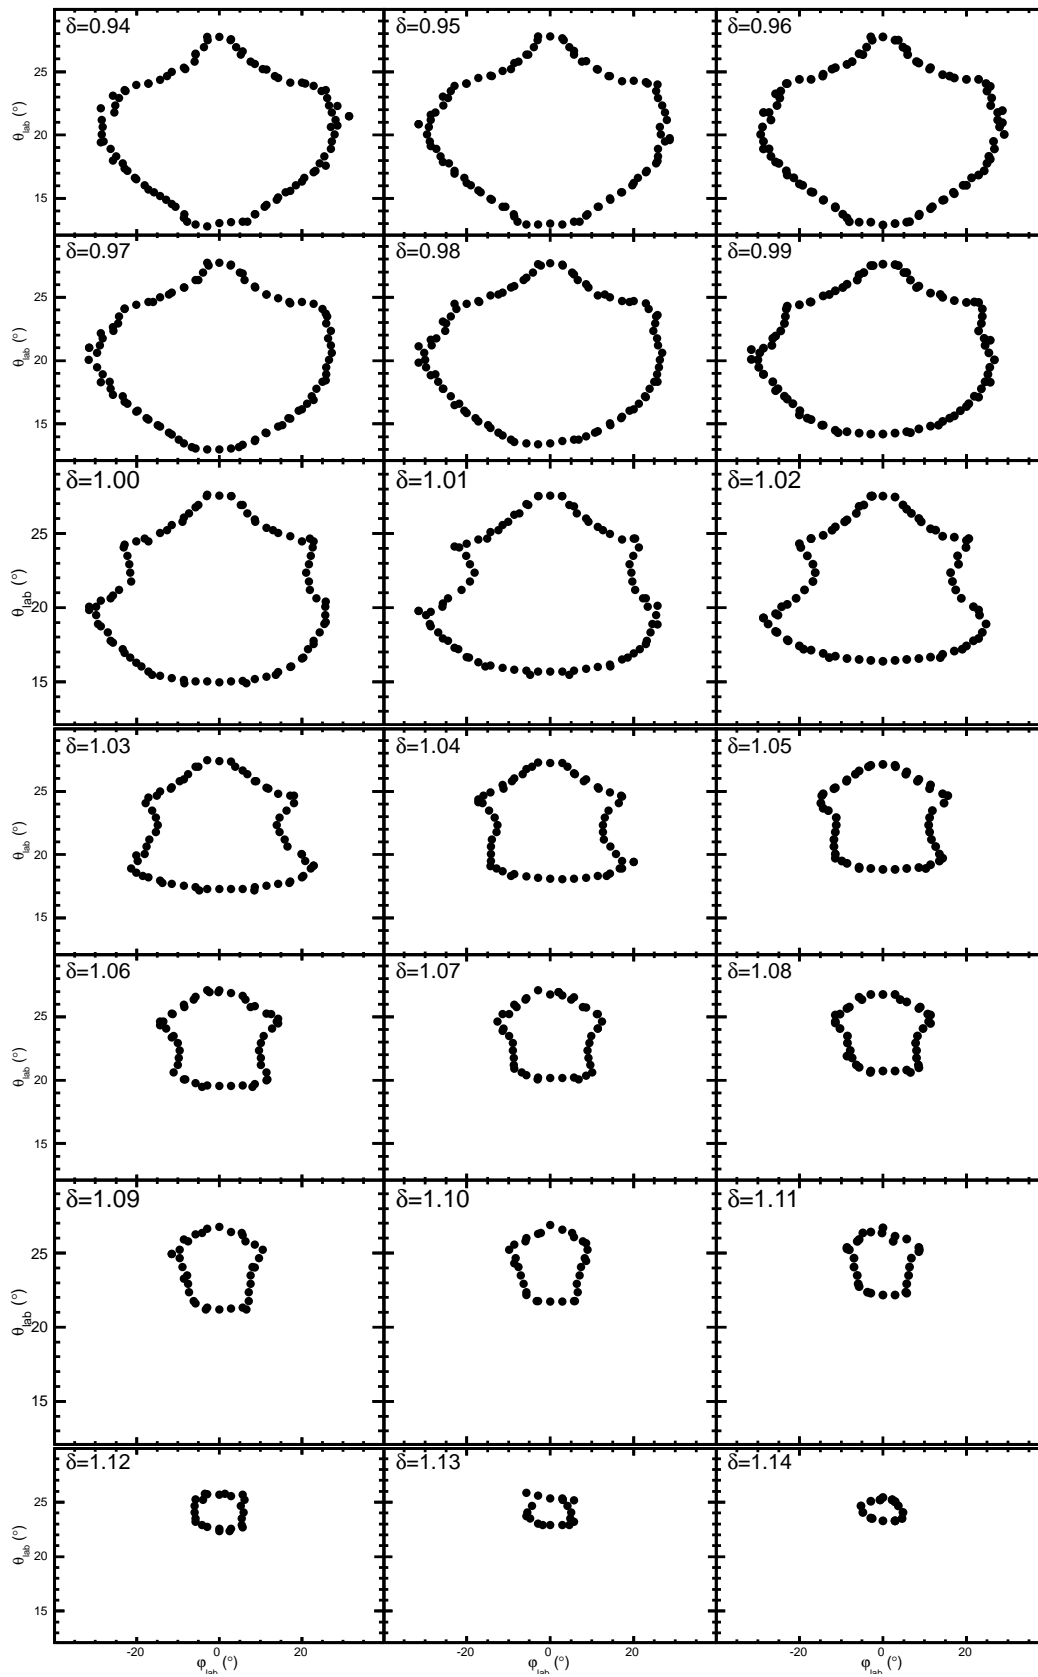 δ=0.94 δ=0.95 δ=0.96
25
θlab (°)
20
15
δ=0.97 δ=0.98 δ=0.99
25
θlab (°)
20
15
δ=1.00 δ=1.01 δ=1.02
25
θlab (°)
20
15
δ=1.03 δ=1.04 δ=1.05
25
θlab (°)
20
15
δ=1.06 δ=1.07 δ=1.08
25
θlab (°)
20
15
δ=1.09 δ=1.10 δ=1.11
25
θlab (°)
20
15
δ=1.12 δ=1.13 δ=1.14
25
θlab (°)
20
15
-20 0 20 -20 0 20 -20 0 20
φlab (°) φlab (°) φlab (°)